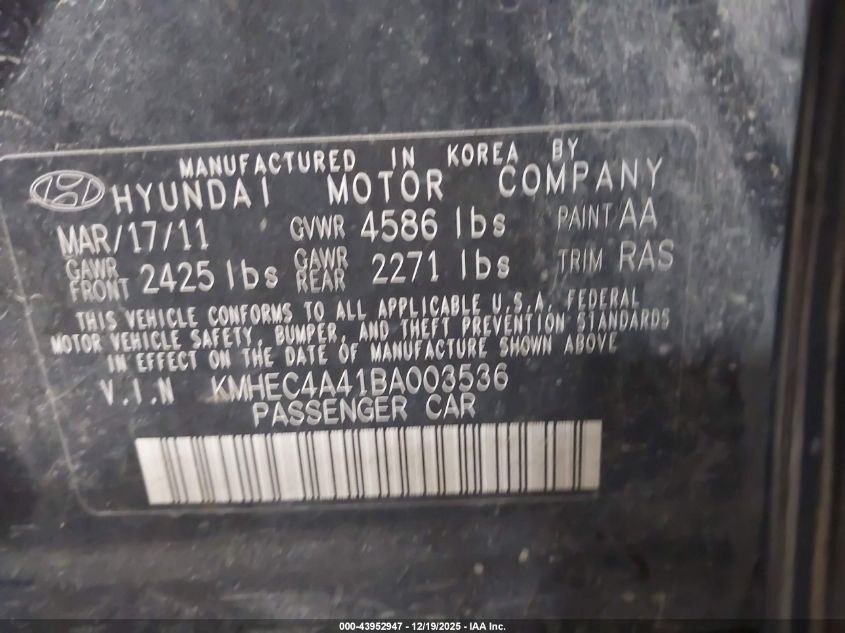 MANUFACTURED IN KOREA BY
HYUNDAI MOTOR COMPANY
MAR/17/11 GVWR 4586 lbs PAINT AA
GAWR FRONT 2425 lbs GAWR REAR 2271 lbs TRIM RAS
THIS VEHICLE CONFORMS TO ALL APPLICABLE U.S.A. FEDERAL
MOTOR VEHICLE SAFETY, BUMPER, AND THEFT PREVENTION STANDARDS
IN EFFECT ON THE DATE OF MANUFACTURE SHOWN ABOVE
V.I.N KMHEC4A41BA003536
PASSENGER CAR
000-43952947 - 12/19/2025 - IAA Inc.